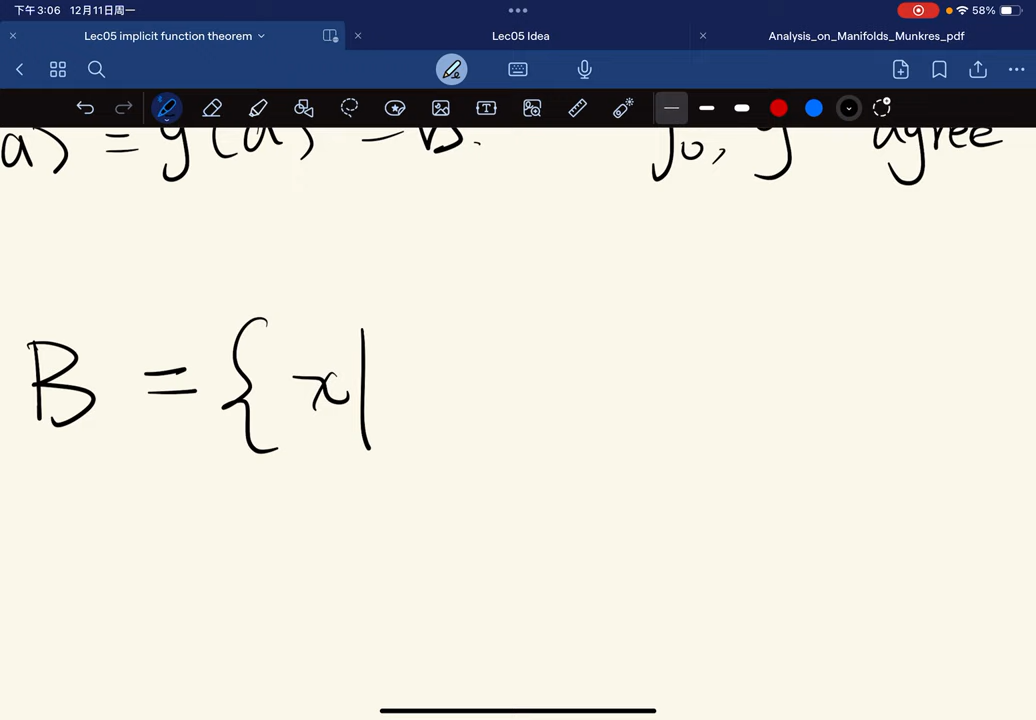 下午3:06 12月11日周一 58%
Lec05 implicit function theorem Lec05 Idea Analysis_on_Manifolds_Munkres_pdf
a) = g(a) = b. g₀, g agree
B = { x |